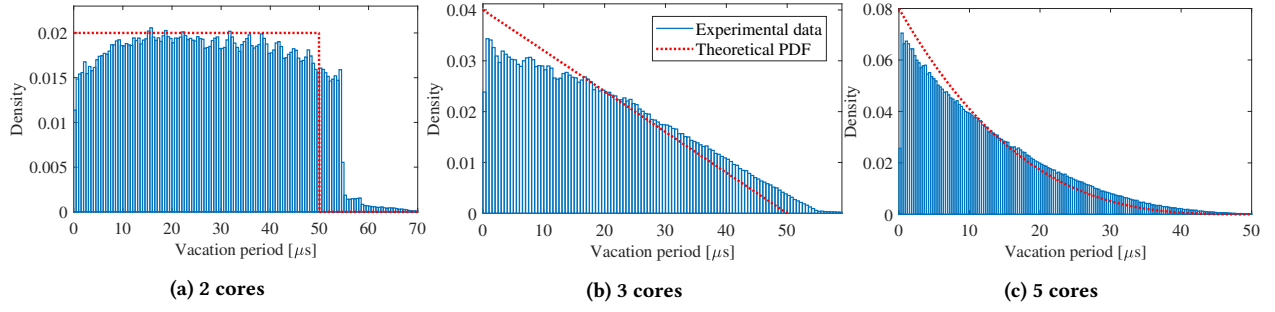 0.02
0.015
0.01
0.005
0
Density
0 10 20 30 40 50 60 70
Vacation period [μs]
(a) 2 cores
0.04
0.03
0.02
0.01
0
Density
Experimental data
Theoretical PDF
0 10 20 30 40 50
Vacation period [μs]
(b) 3 cores
0.08
0.06
0.04
0.02
0
Density
0 10 20 30 40 50
Vacation period [μs]
(c) 5 cores